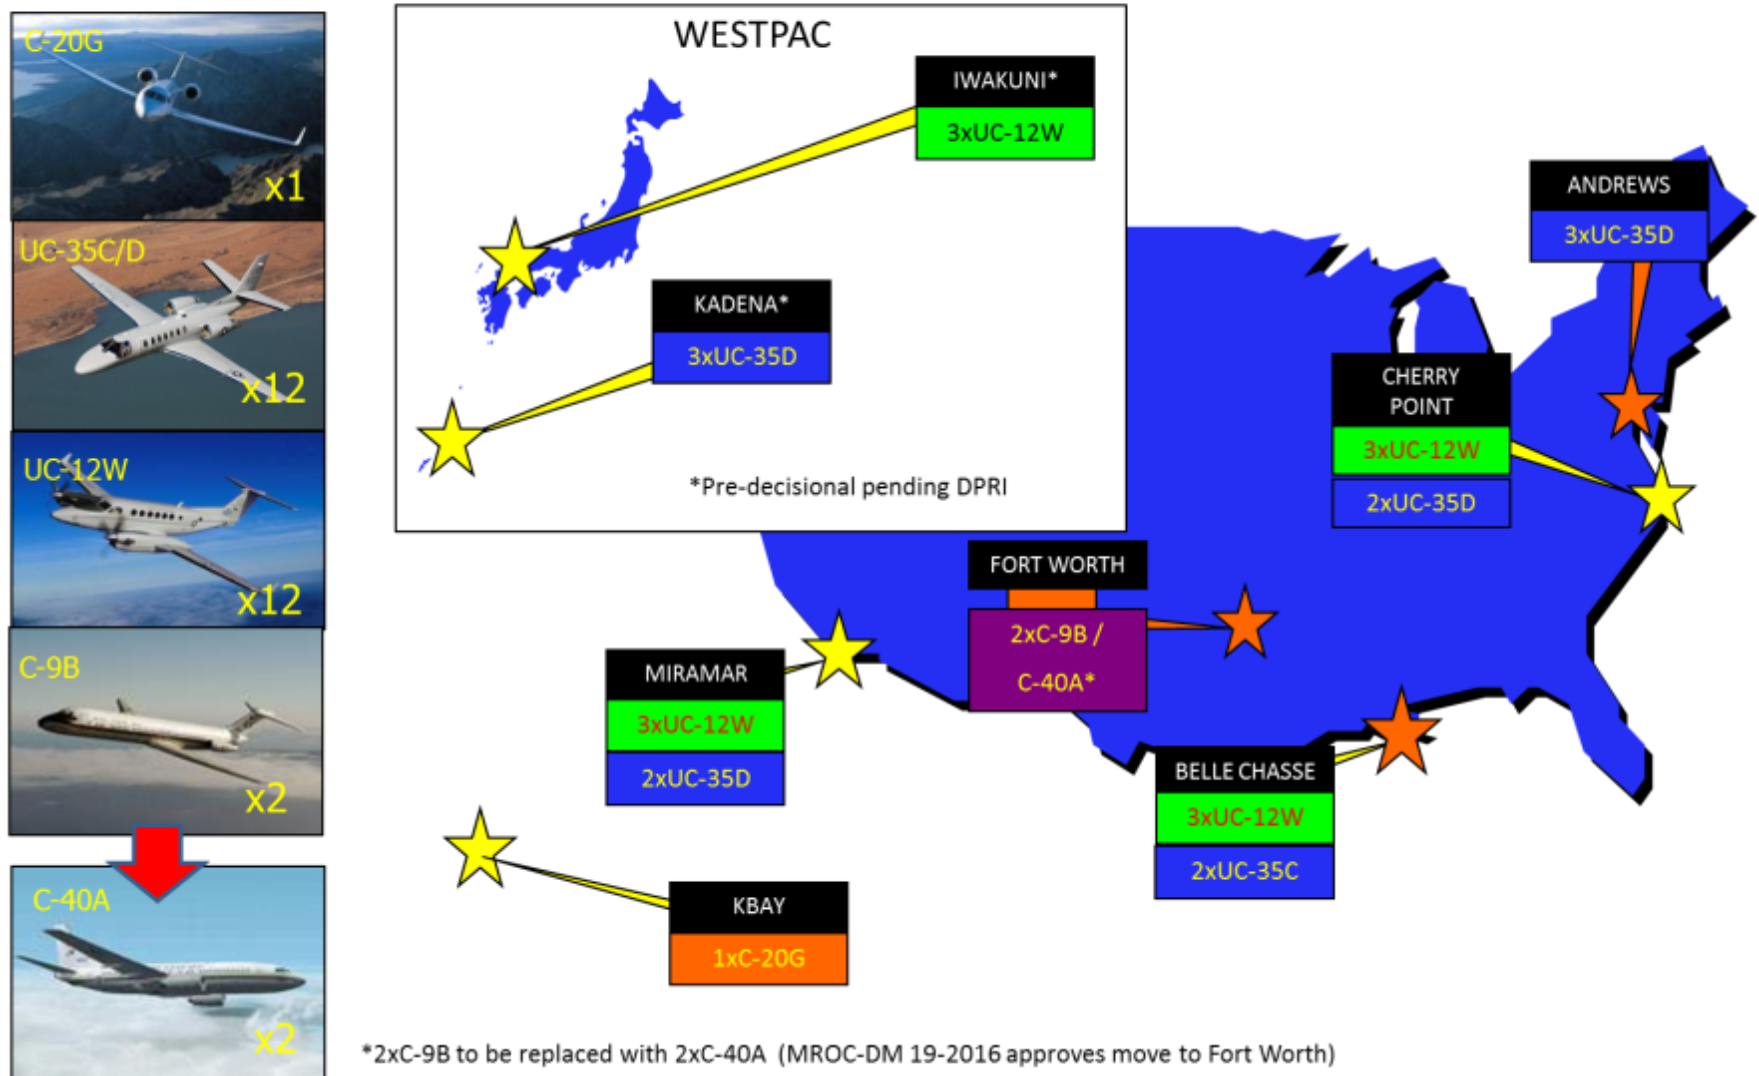 C-20G
x1
UC-35C/D
x12
UC-12W
x12
C-9B
x2
C-40A
x2
WESTPAC
IWAKUNI*
3xUC-12W
KADENA*
3xUC-35D
*Pre-decisional pending DPRI
ANDREWS
3xUC-35D
CHERRY
POINT
3xUC-12W
2xUC-35D
FORT WORTH
2xC-9B /
C-40A*
MIRAMAR
3xUC-12W
2xUC-35D
BELLE CHASSE
3xUC-12W
2xUC-35C
KBAY
1xC-20G
*2xC-9B to be replaced with 2xC-40A (MROC-DM 19-2016 approves move to Fort Worth)